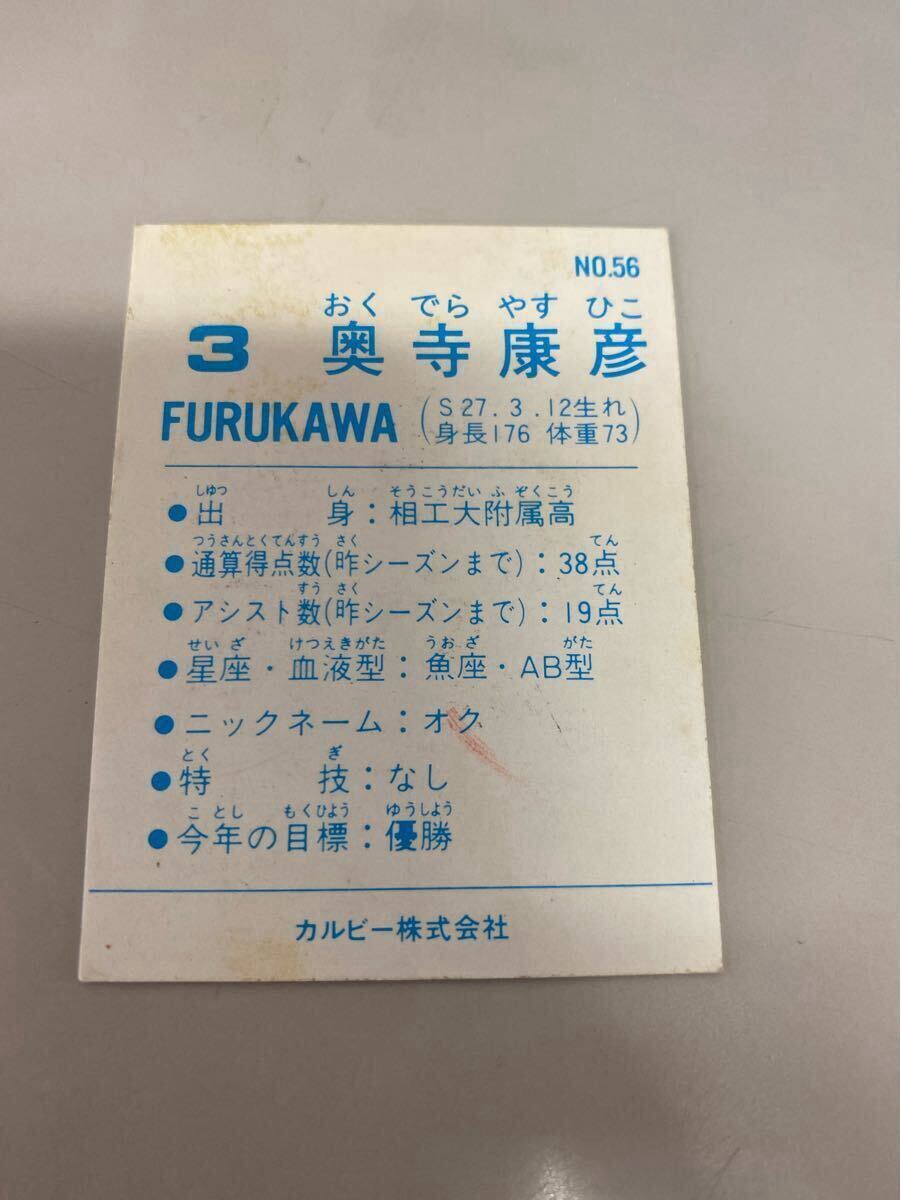 NO.56
おく でら やす ひこ
3 奥寺康彦
FURUKAWA (S27.3.12生れ
身長176 体重73)
しゆつ しん そうこうだい ふ ぞくこう
●出 身：相工大附属高
つうさんとくてんすう さく てん
●通算得点数(昨シーズンまで)：38点
すう さく てん
●アシスト数(昨シーズンまで)：19点
せい ざ けつえきがた うお ざ がた
●星座・血液型：魚座・AB型
●ニックネーム：オク
とく ぎ
●特 技：なし
こ とし もくひよう ゆうしよう
●今年の目標：優勝
カルビー株式会社